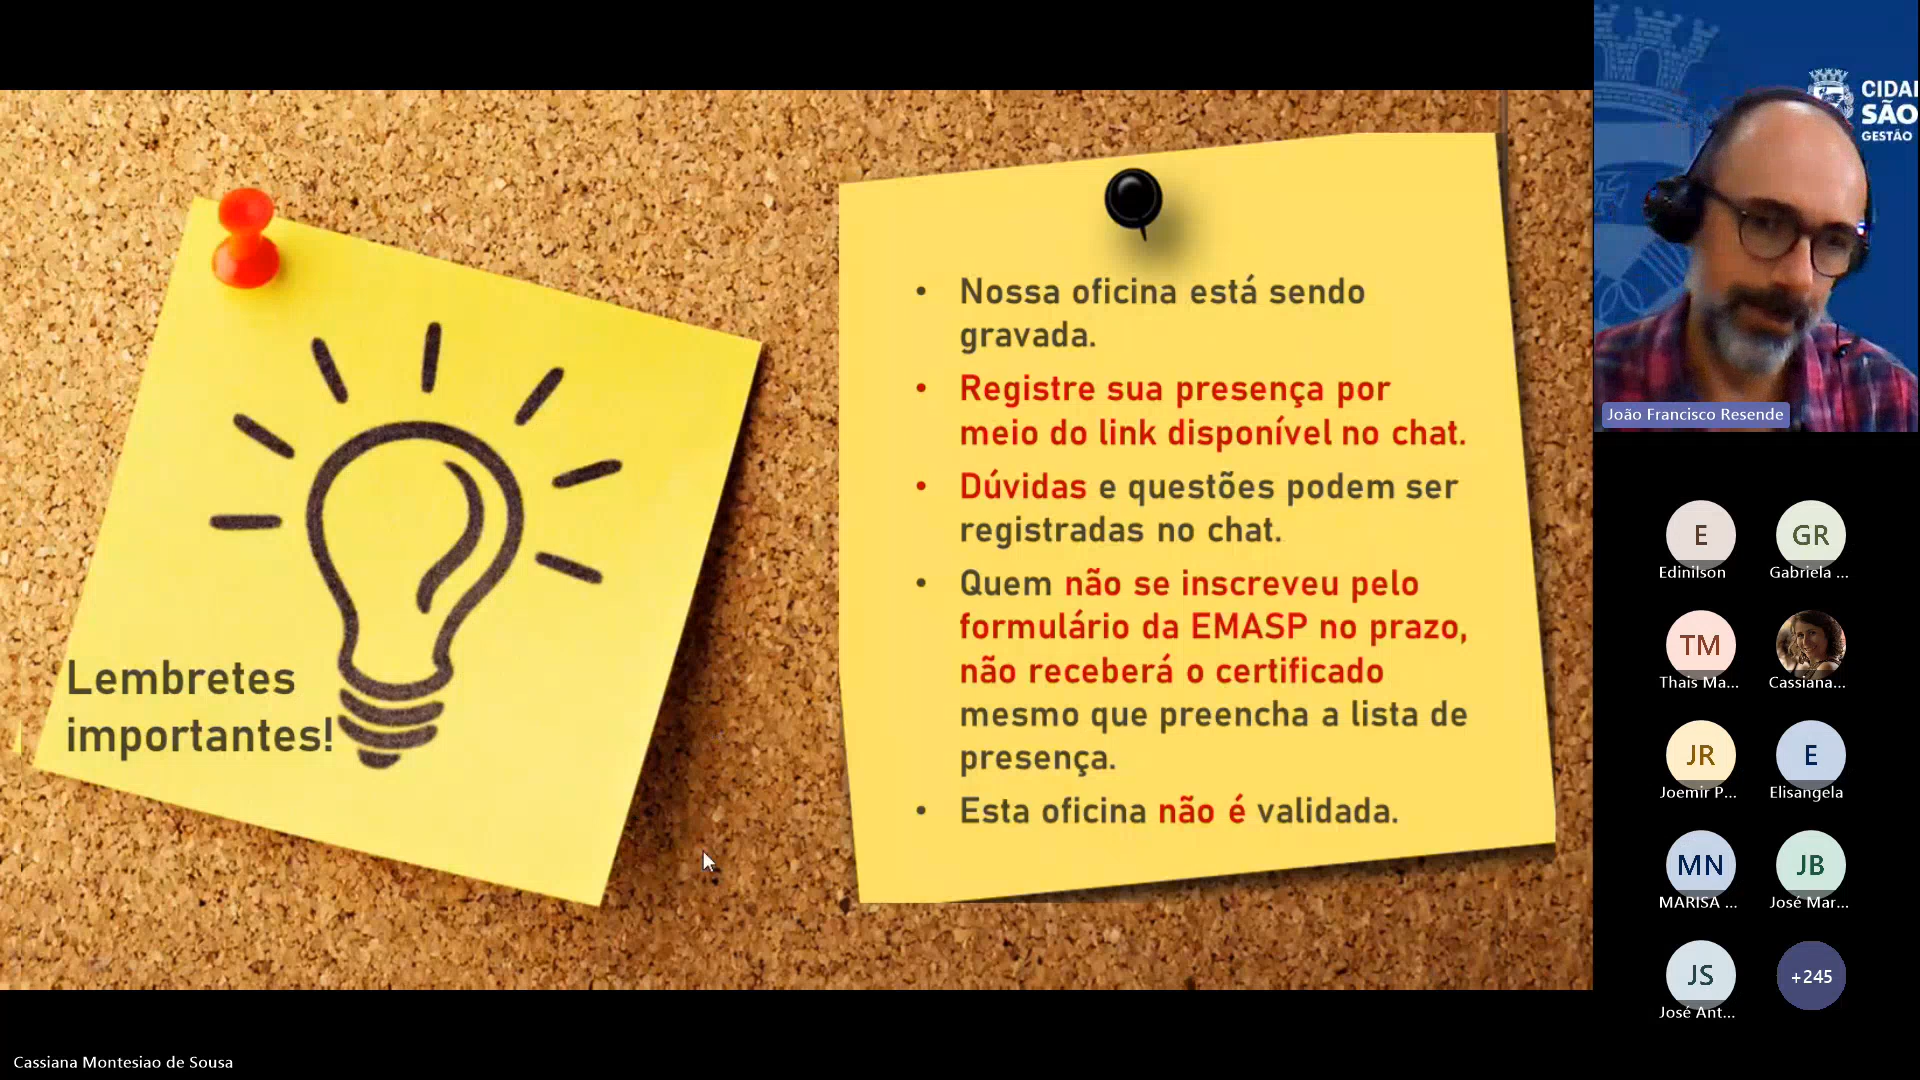 Lembretes
importantes!
• Nossa oficina está sendo
gravada.
• Registre sua presença por
meio do link disponível no chat.
• Dúvidas e questões podem ser
registradas no chat.
• Quem não se inscreveu pelo
formulário da EMASP no prazo,
não receberá o certificado
mesmo que preencha a lista de
presença.
• Esta oficina não é validada.
Cassiana Montesiao de Sousa
SÃO
GESTÃO
João Francisco Resende
E
Edinilson
GR
Gabriela ...
TM
Thais Ma...
Cassiana...
JR
Joemir P...
E
Elisangela
MN
MARISA ...
JB
José Mar...
JS
José Ant...
+245